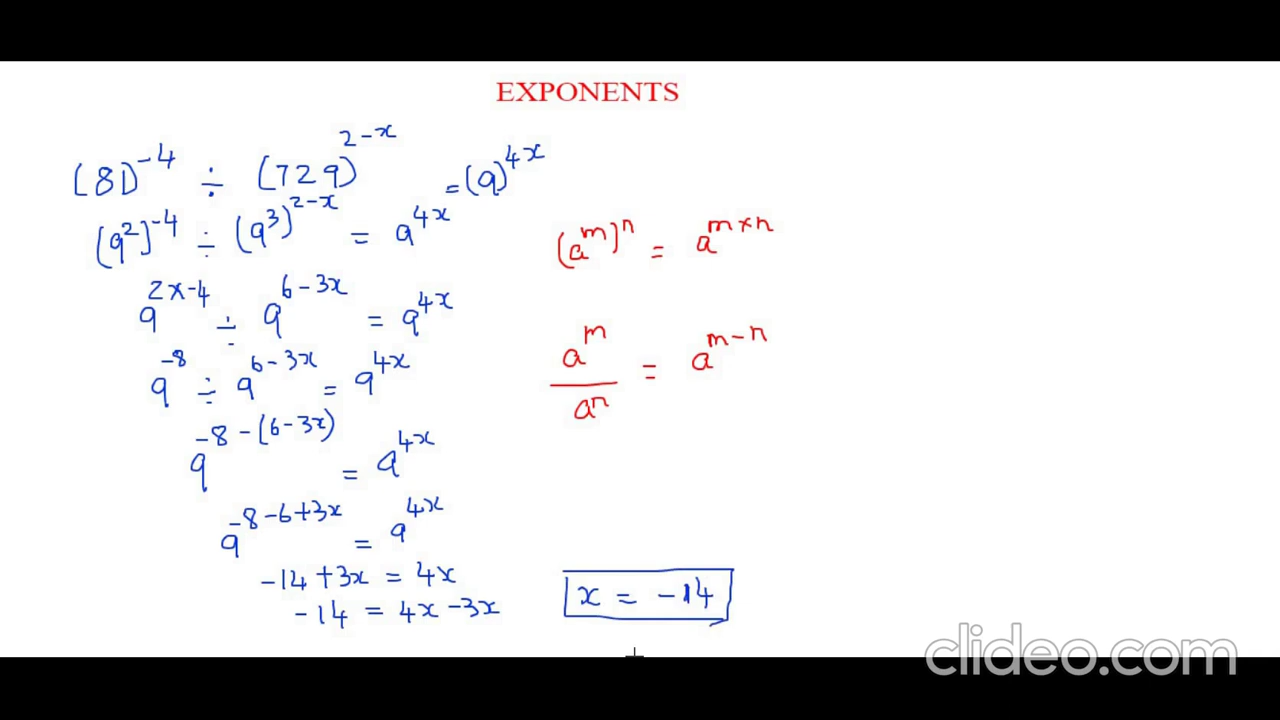 EXPONENTS
(81)^-4 ÷ (729)^2-x = (9)^4x
(9^2)^-4 ÷ (9^3)^2-x = 9^4x
(a^m)^n = a^m×n
9^2×-4 ÷ 9^6-3x = 9^4x
a^m/a^n = a^m-n
9^-8 ÷ 9^6-3x = 9^4x
9^-8-(6-3x) = 9^4x
9^-8-6+3x = 9^4x
-14+3x = 4x
-14 = 4x-3x
x = -14
clideo.com